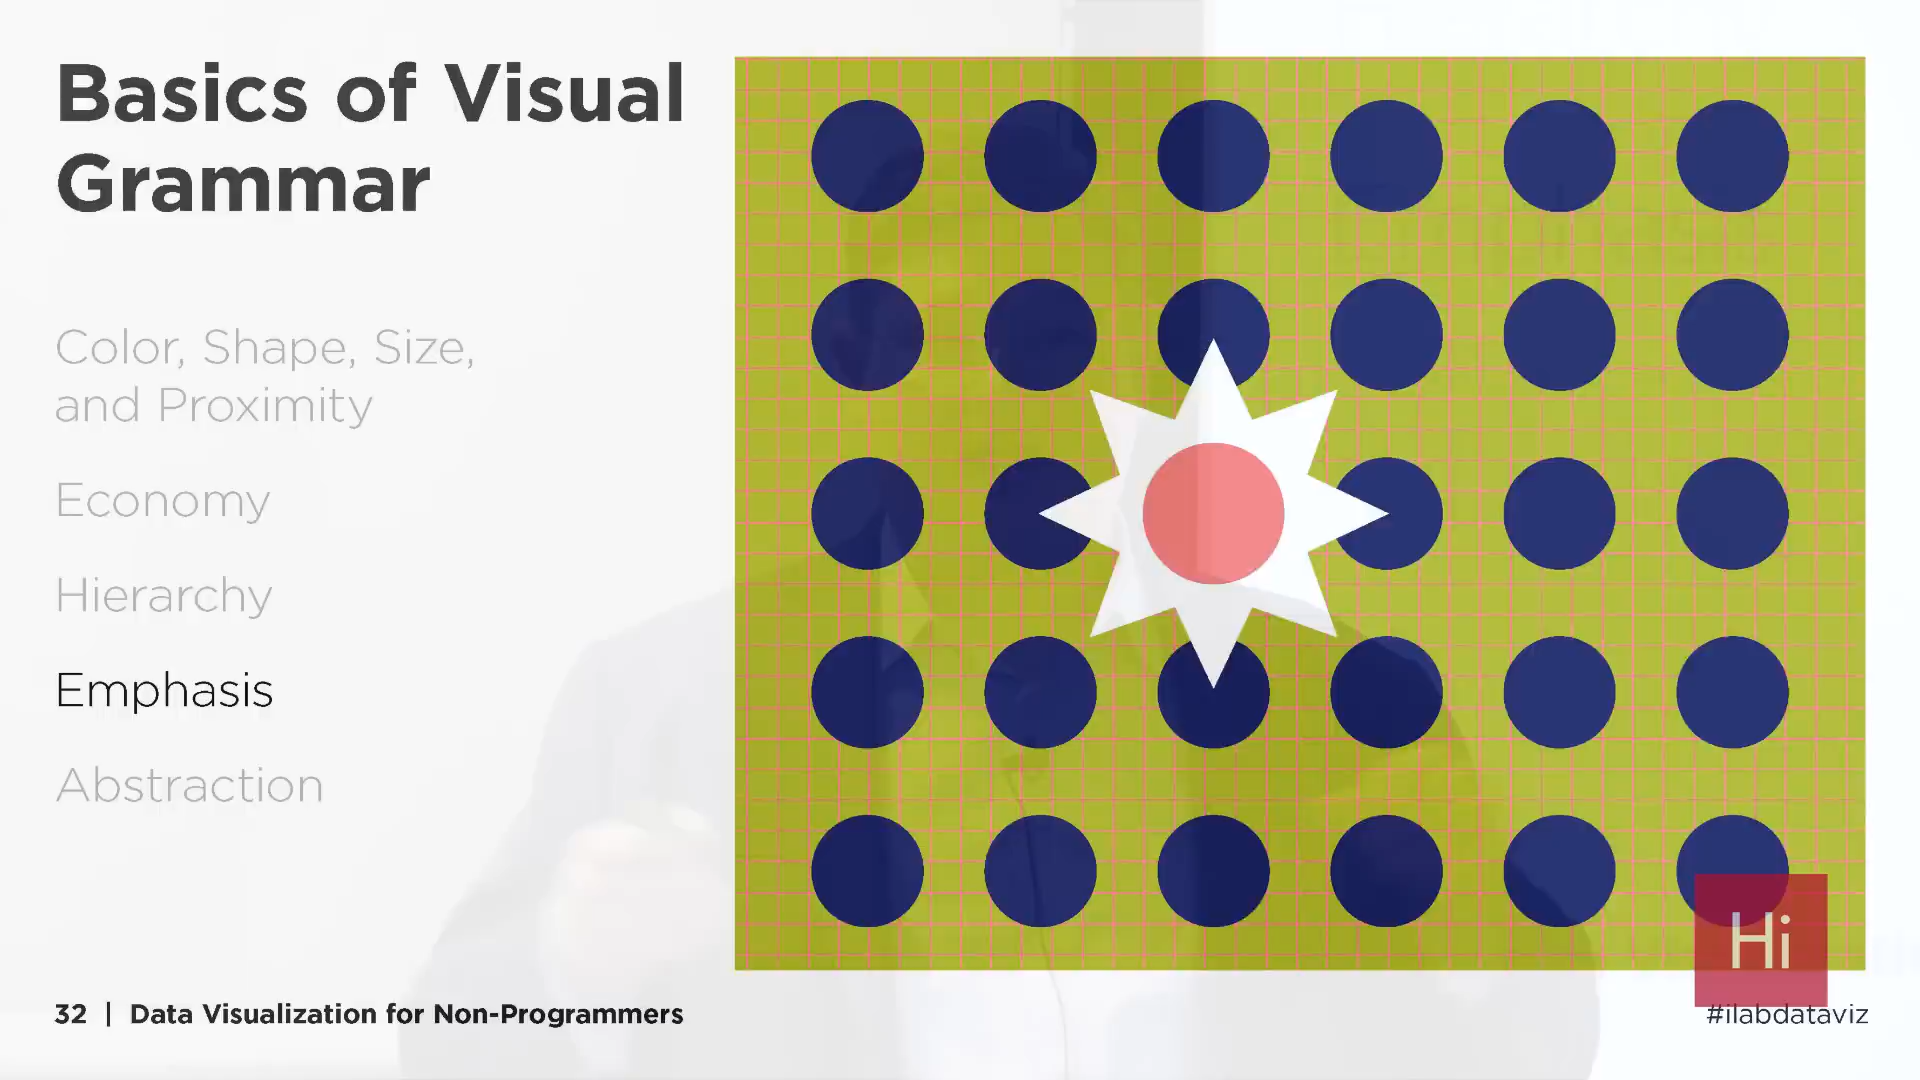 Basics of Visual
Grammar
Color, Shape, Size,
and Proximity
Economy
Hierarchy
Emphasis
Abstraction
Hi
32 | Data Visualization for Non-Programmers
#ilabdataviz